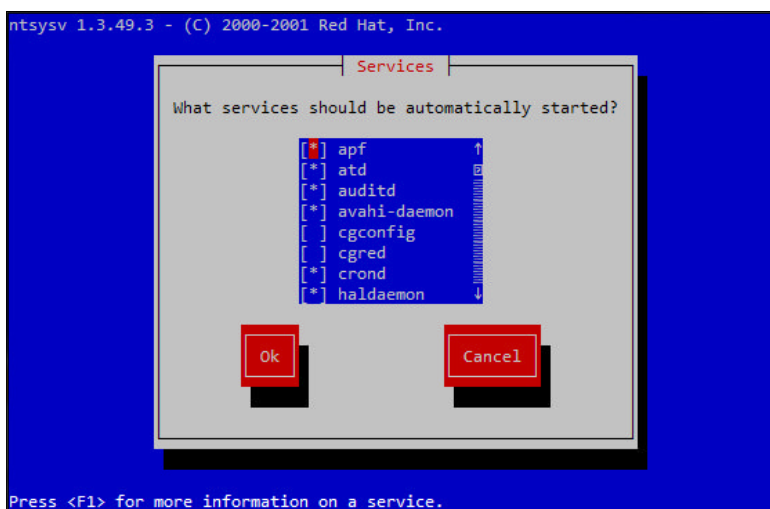 ntsysv 1.3.49.3 - (C) 2000-2001 Red Hat, Inc.
Services
What services should be automatically started?
[*] apf
[*] atd
[*] auditd
[*] avahi-daemon
[ ] cgconfig
[ ] cgred
[*] crond
[*] haldaemon
Ok
Cancel
Press <F1> for more information on a service.